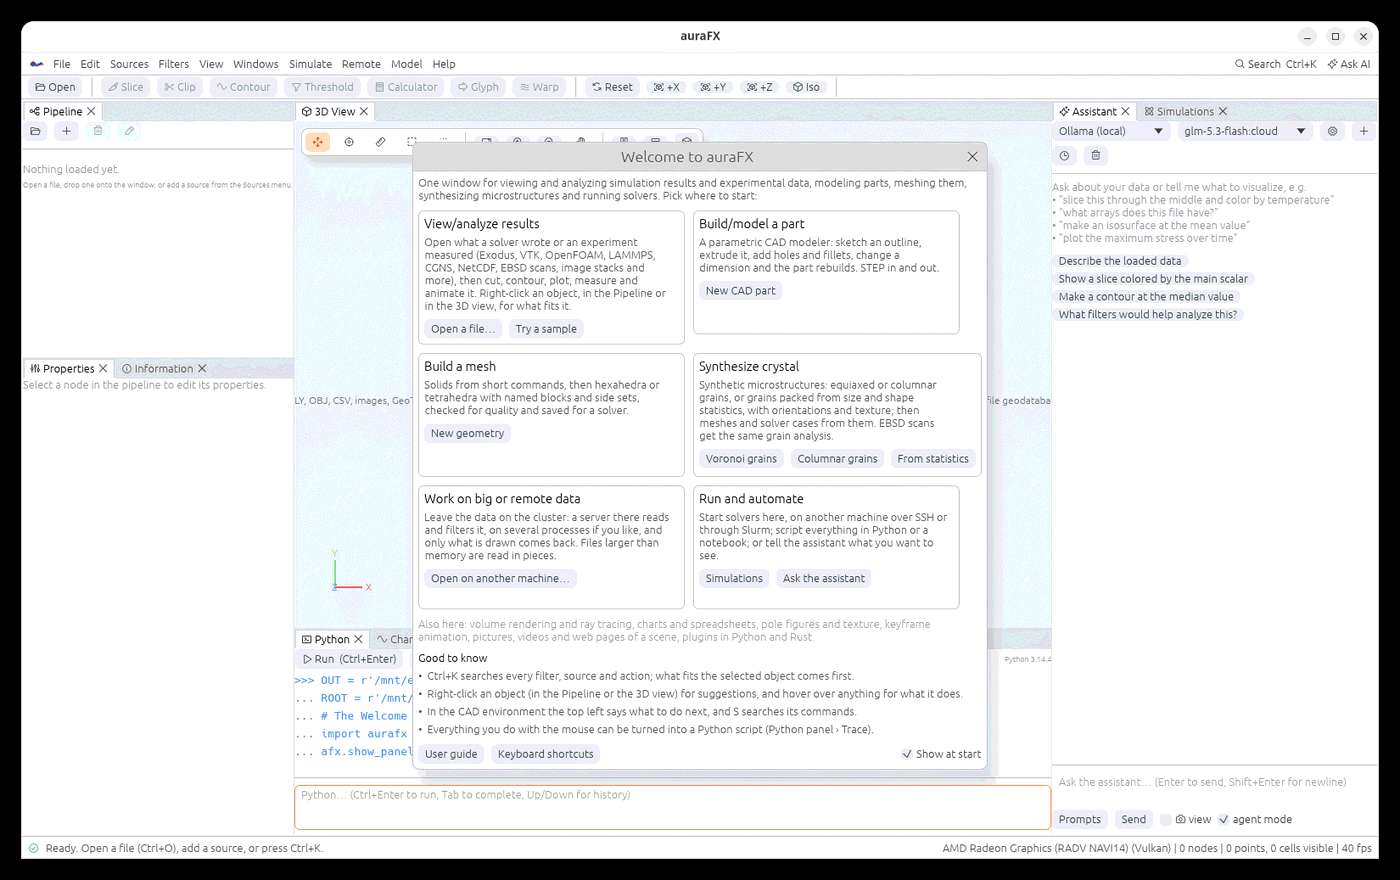 auraFX
File Edit Sources Filters View Windows Simulate Remote Model Help
Search Ctrl+K Ask AI
Open Slice Clip Contour Threshold Calculator Glyph Warp Reset +X +Y +Z Iso
Pipeline
3D View
Assistant Simulations
Ollama (local) glm-5.3-flash:cloud
Nothing loaded yet.
Open a file, drop one onto the window, or add a source from the Sources menu.
Welcome to auraFX
One window for viewing and analyzing simulation results and experimental data, modeling parts, meshing them,
synthesizing microstructures and running solvers. Pick where to start:
View/analyze results
Open what a solver wrote or an experiment
measured (Exodus, VTK, OpenFOAM, LAMMPS,
CGNS, NetCDF, EBSD scans, image stacks and
more), then cut, contour, plot, measure and
animate it. Right-click an object, in the Pipeline or
in the 3D view, for what fits it.
Open a file... Try a sample
Build/model a part
A parametric CAD modeler: sketch an outline,
extrude it, add holes and fillets, change a
dimension and the part rebuilds. STEP in and out.
New CAD part
Build a mesh
Solids from short commands, then hexahedra or
tetrahedra with named blocks and side sets,
checked for quality and saved for a solver.
New geometry
Synthesize crystal
Synthetic microstructures: equiaxed or columnar
grains, or grains packed from size and shape
statistics, with orientations and texture; then
meshes and solver cases from them. EBSD scans
get the same grain analysis.
Voronoi grains Columnar grains From statistics
Work on big or remote data
Leave the data on the cluster: a server there reads
and filters it, on several processes if you like, and
only what is drawn comes back. Files larger than
memory are read in pieces.
Open on another machine...
Run and automate
Start solvers here, on another machine over SSH or
through Slurm; script everything in Python or a
notebook; or tell the assistant what you want to
see.
Simulations Ask the assistant
Also here: volume rendering and ray tracing, charts and spreadsheets, pole figures and texture, keyframe
animation, pictures, videos and web pages of a scene, plugins in Python and Rust.
Good to know
• Ctrl+K searches every filter, source and action; what fits the selected object comes first.
• Right-click an object (in the Pipeline or the 3D view) for suggestions, and hover over anything for what it does.
• In the CAD environment the top left says what to do next, and S searches its commands.
• Everything you do with the mouse can be turned into a Python script (Python panel › Trace).
User guide Keyboard shortcuts Show at start
Ask about your data or tell me what to visualize, e.g.
• "slice this through the middle and color by temperature"
• "what arrays does this file have?"
• "make an isosurface at the mean value"
• "plot the maximum stress over time"
Describe the loaded data
Show a slice colored by the main scalar
Make a contour at the median value
What filters would help analyze this?
Properties Information
Select a node in the pipeline to edit its properties.
LY, OBJ, CSV, images, Geo
file geodataba
Y
Z X
Python Char
Run (Ctrl+Enter)
Python 3.14.4
>>> OUT = r'/mnt/e
... ROOT = r'/mnt/
... # The Welcome
... import aurafx
... afx.show_panel
Python... (Ctrl+Enter to run, Tab to complete, Up/Down for history)
Ask the assistant... (Enter to send, Shift+Enter for newline)
Prompts Send view agent mode
Ready. Open a file (Ctrl+O), add a source, or press Ctrl+K.
AMD Radeon Graphics (RADV NAVI14) (Vulkan) | 0 nodes | 0 points, 0 cells visible | 40 fps